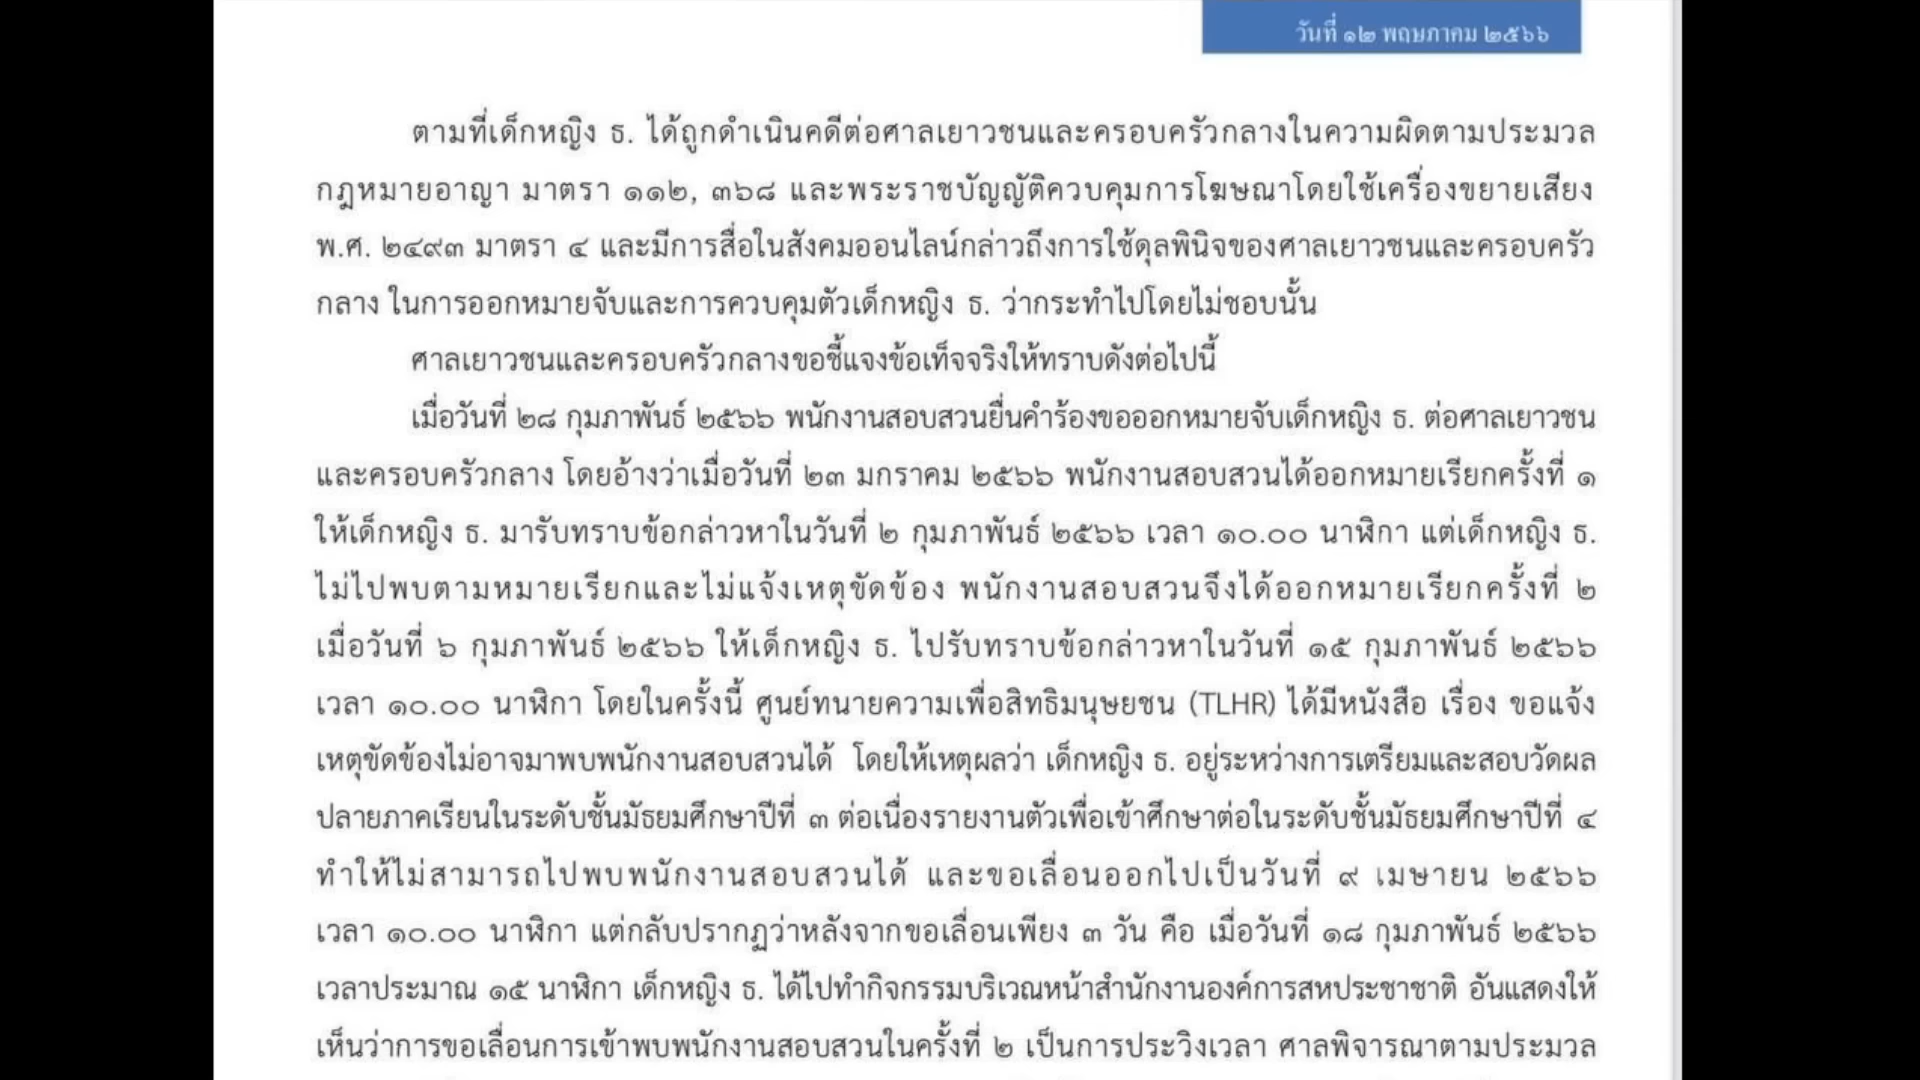 วันที่ ๑๒ พฤษภาคม ๒๕๖๖
ตามที่เด็กหญิง ธ. ได้ถูกดำเนินคดีต่อศาลเยาวชนและครอบครัวกลางในความผิดตามประมวล
กฎหมายอาญา มาตรา ๑๑๒, ๓๖๘ และพระราชบัญญัติควบคุมการโฆษณาโดยใช้เครื่องขยายเสียง
พ.ศ. ๒๔๙๓ มาตรา ๔ และมีการสื่อในสังคมออนไลน์กล่าวถึงการใช้ดุลพินิจของศาลเยาวชนและครอบครัว
กลาง ในการออกหมายจับและการควบคุมตัวเด็กหญิง ธ. ว่ากระทำไปโดยไม่ชอบนั้น
ศาลเยาวชนและครอบครัวกลางขอชี้แจงข้อเท็จจริงให้ทราบดังต่อไปนี้
เมื่อวันที่ ๒๘ กุมภาพันธ์ ๒๕๖๖ พนักงานสอบสวนยื่นคำร้องขอออกหมายจับเด็กหญิง ธ. ต่อศาลเยาวชน
และครอบครัวกลาง โดยอ้างว่าเมื่อวันที่ ๒๓ มกราคม ๒๕๖๖ พนักงานสอบสวนได้ออกหมายเรียกครั้งที่ ๑
ให้เด็กหญิง ธ. มารับทราบข้อกล่าวหาในวันที่ ๒ กุมภาพันธ์ ๒๕๖๖ เวลา ๑๐.๐๐ นาฬิกา แต่เด็กหญิง ธ.
ไม่ไปพบตามหมายเรียกและไม่แจ้งเหตุขัดข้อง พนักงานสอบสวนจึงได้ออกหมายเรียกครั้งที่ ๒
เมื่อวันที่ ๖ กุมภาพันธ์ ๒๕๖๖ ให้เด็กหญิง ธ. ไปรับทราบข้อกล่าวหาในวันที่ ๑๕ กุมภาพันธ์ ๒๕๖๖
เวลา ๑๐.๐๐ นาฬิกา โดยในครั้งนี้ ศูนย์ทนายความเพื่อสิทธิมนุษยชน (TLHR) ได้มีหนังสือ เรื่อง ขอแจ้ง
เหตุขัดข้องไม่อาจมาพบพนักงานสอบสวนได้ โดยให้เหตุผลว่า เด็กหญิง ธ. อยู่ระหว่างการเตรียมและสอบวัดผล
ปลายภาคเรียนในระดับชั้นมัธยมศึกษาปีที่ ๓ ต่อเนื่องรายงานตัวเพื่อเข้าศึกษาต่อในระดับชั้นมัธยมศึกษาปีที่ ๔
ทำให้ไม่สามารถไปพบพนักงานสอบสวนได้ และขอเลื่อนออกไปเป็นวันที่ ๙ เมษายน ๒๕๖๖
เวลา ๑๐.๐๐ นาฬิกา แต่กลับปรากฏว่าหลังจากขอเลื่อนเพียง ๓ วัน คือ เมื่อวันที่ ๑๘ กุมภาพันธ์ ๒๕๖๖
เวลาประมาณ ๑๕ นาฬิกา เด็กหญิง ธ. ได้ไปทำกิจกรรมบริเวณหน้าสำนักงานองค์การสหประชาชาติ อันแสดงให้
เห็นว่าการขอเลื่อนการเข้าพบพนักงานสอบสวนในครั้งที่ ๒ เป็นการประวิงเวลา ศาลพิจารณาตามประมวล